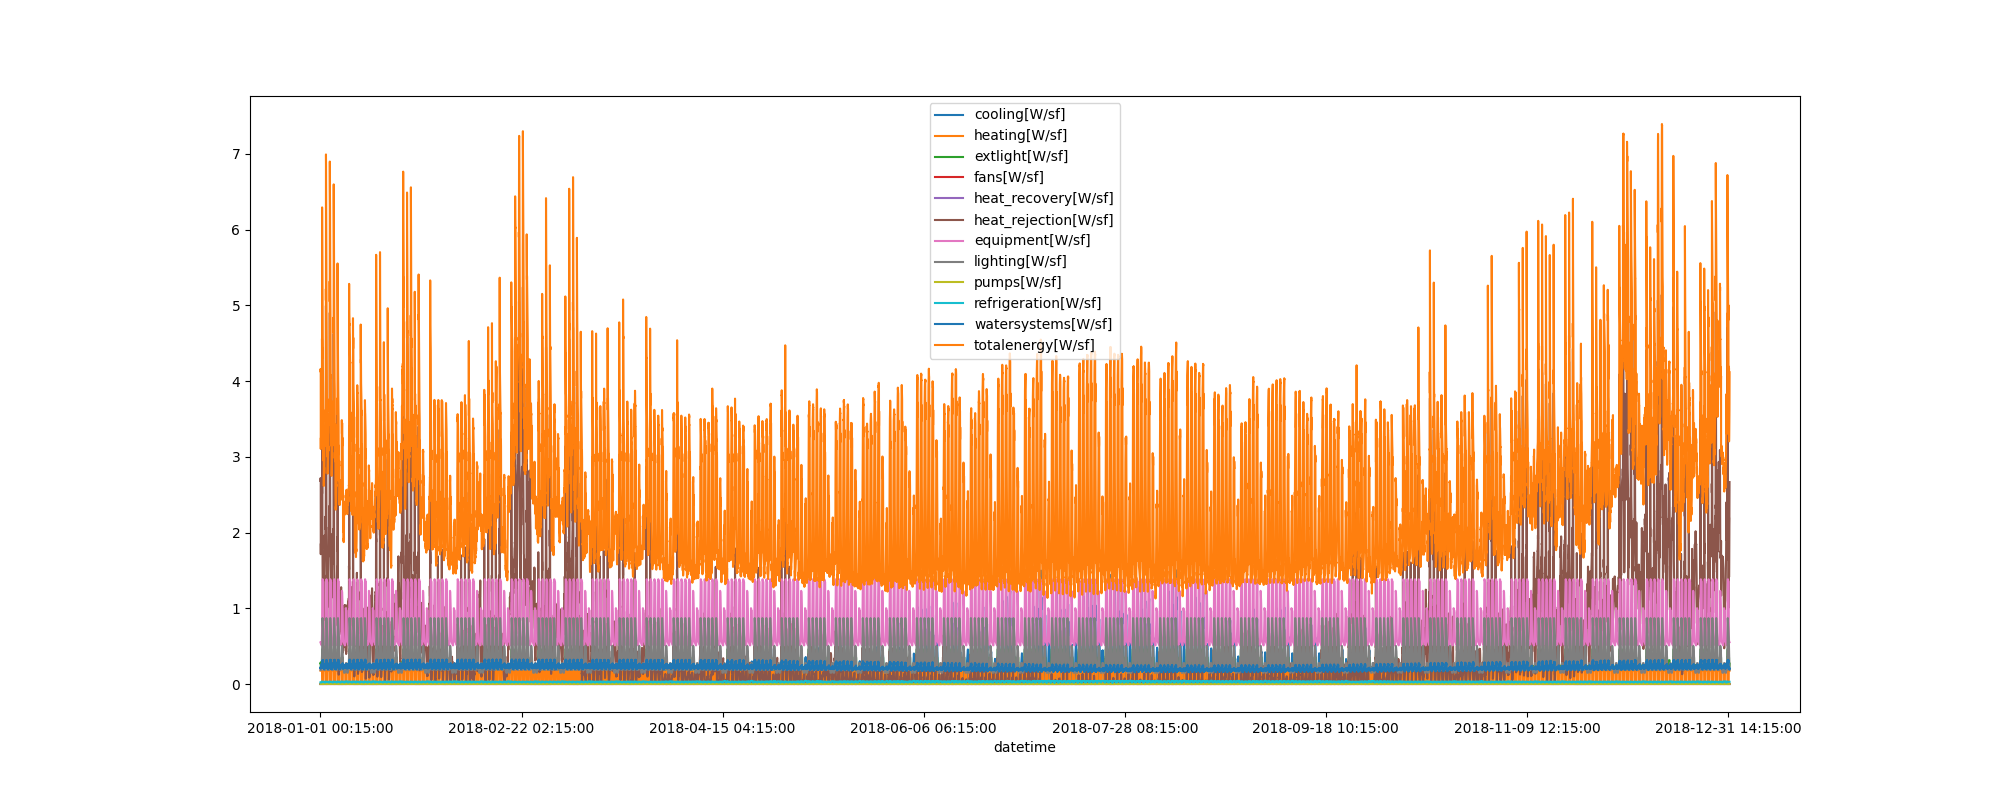 cooling[W/sf]
heating[W/sf]
extlight[W/sf]
fans[W/sf]
heat_recovery[W/sf]
heat_rejection[W/sf]
equipment[W/sf]
lighting[W/sf]
pumps[W/sf]
refrigeration[W/sf]
watersystems[W/sf]
totalenergy[W/sf]
7
6
5
4
3
2
1
0
2018-01-01 00:15:00
2018-02-22 02:15:00
2018-04-15 04:15:00
2018-06-06 06:15:00
2018-07-28 08:15:00
2018-09-18 10:15:00
2018-11-09 12:15:00
2018-12-31 14:15:00
datetime